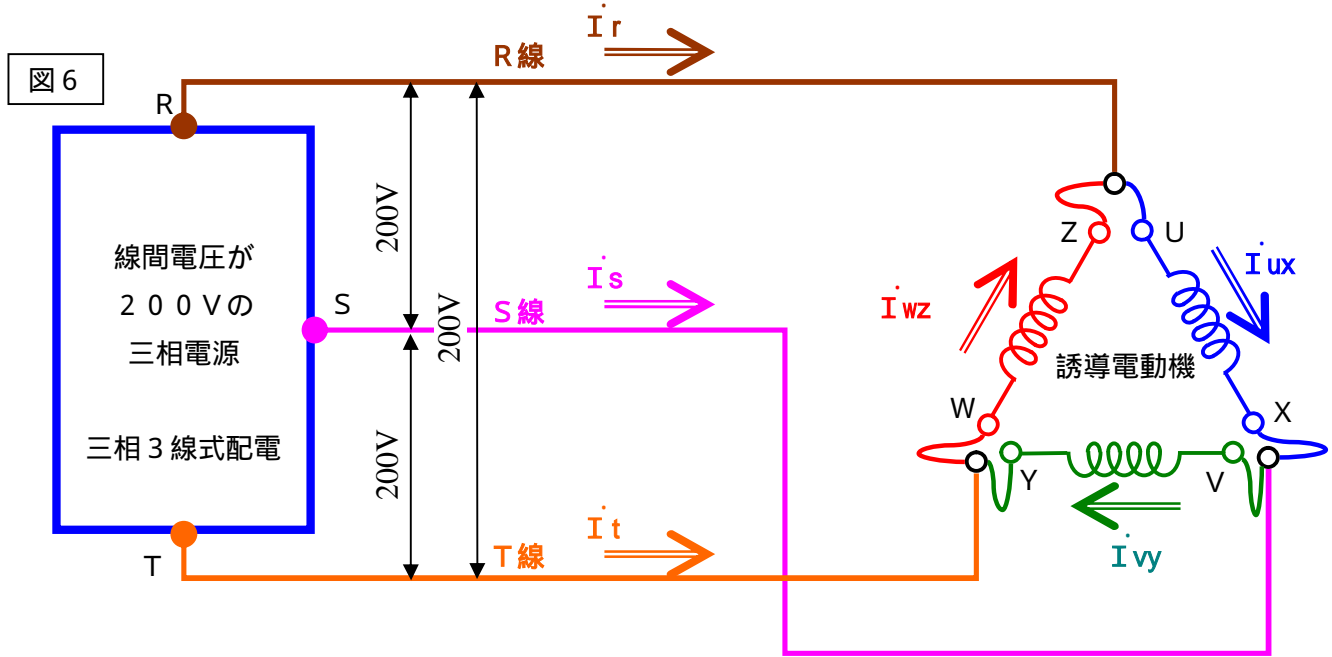 図６
İr
R線
R
200V
200V
200V
線間電圧が
２００Ｖの
三相電源
三相３線式配電
S
İs
S線
T
İt
T線
Z
U
İux
İwz
誘導電動機
W
X
Y
V
İvy